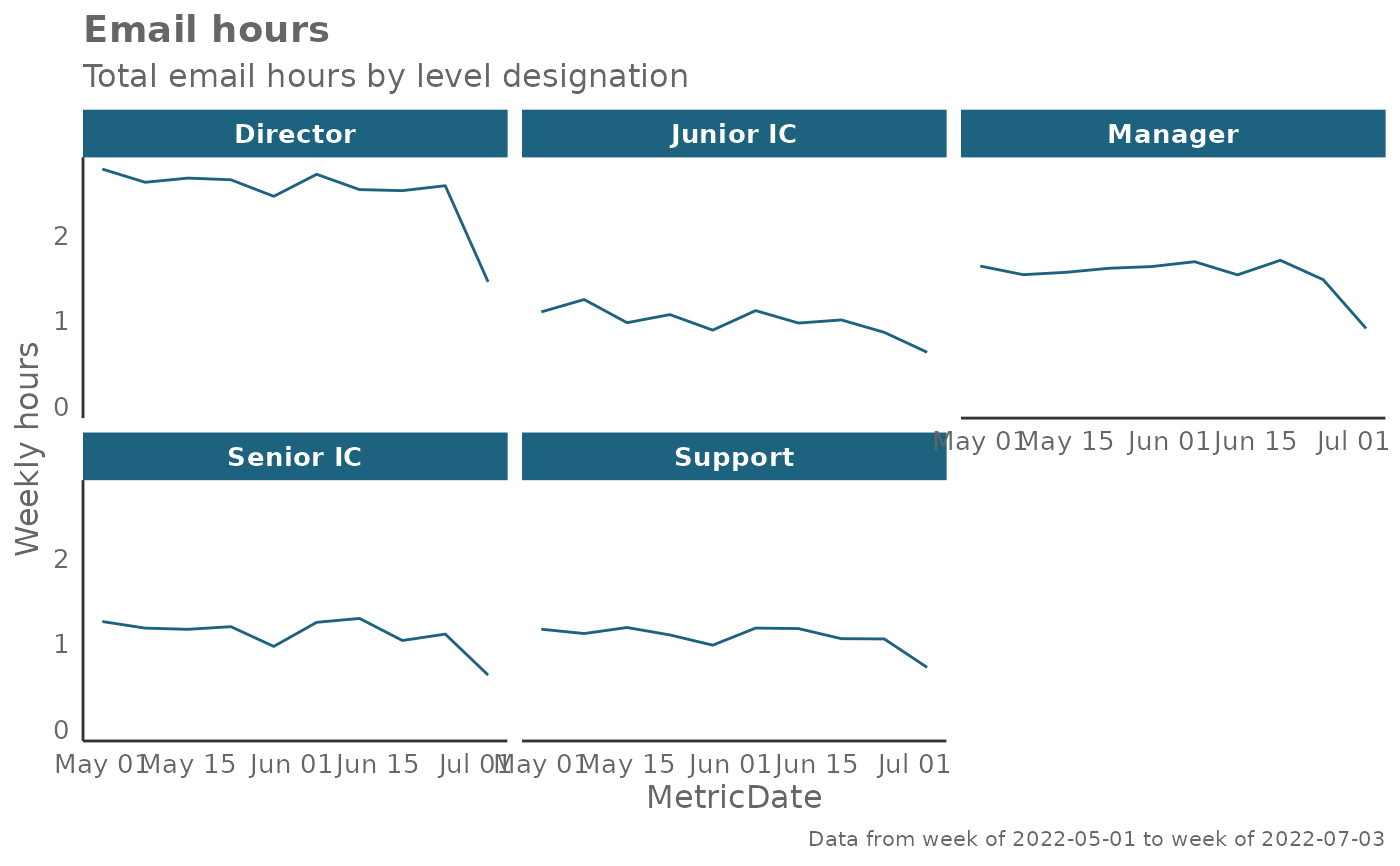 Email hours
Total email hours by level designation
Director
Junior IC
Manager
2
1
0
May 01 May 15 Jun 01 Jun 15 Jul 01
Senior IC
Support
2
1
0
May 01 May 15 Jun 01 Jun 15 Jul 01
May 01 May 15 Jun 01 Jun 15 Jul 01
Weekly hours
MetricDate
Data from week of 2022-05-01 to week of 2022-07-03